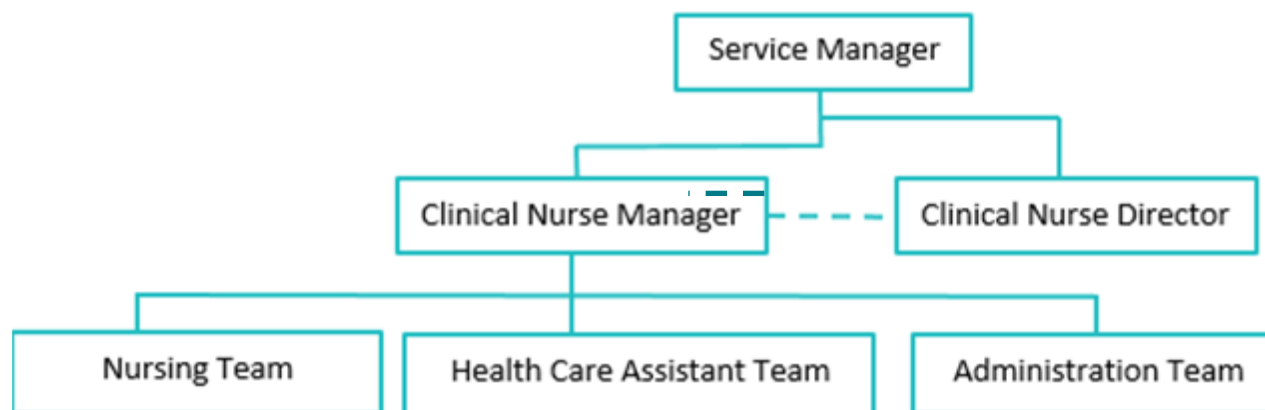 Service Manager
Clinical Nurse Manager
Clinical Nurse Director
Nursing Team
Health Care Assistant Team
Administration Team